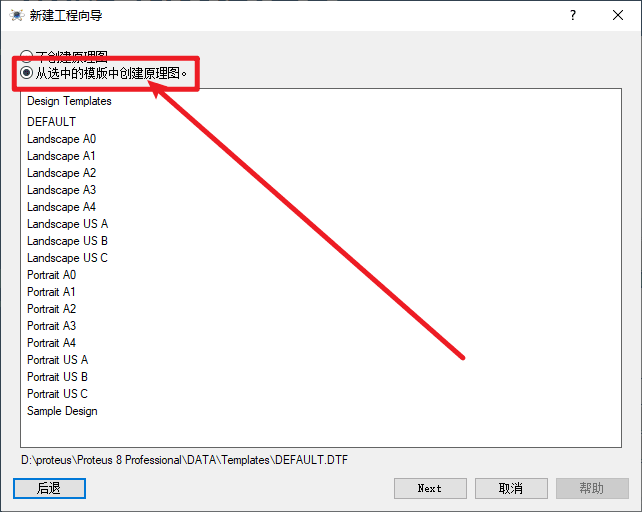 新建工程向导
不创建原理图
从选中的模版中创建原理图。
Design Templates
DEFAULT
Landscape A0
Landscape A1
Landscape A2
Landscape A3
Landscape A4
Landscape US A
Landscape US B
Landscape US C
Portrait A0
Portrait A1
Portrait A2
Portrait A3
Portrait A4
Portrait US A
Portrait US B
Portrait US C
Sample Design
D:\proteus\Proteus 8 Professional\DATA\Templates\DEFAULT.DTF
后退
Next
取消
帮助